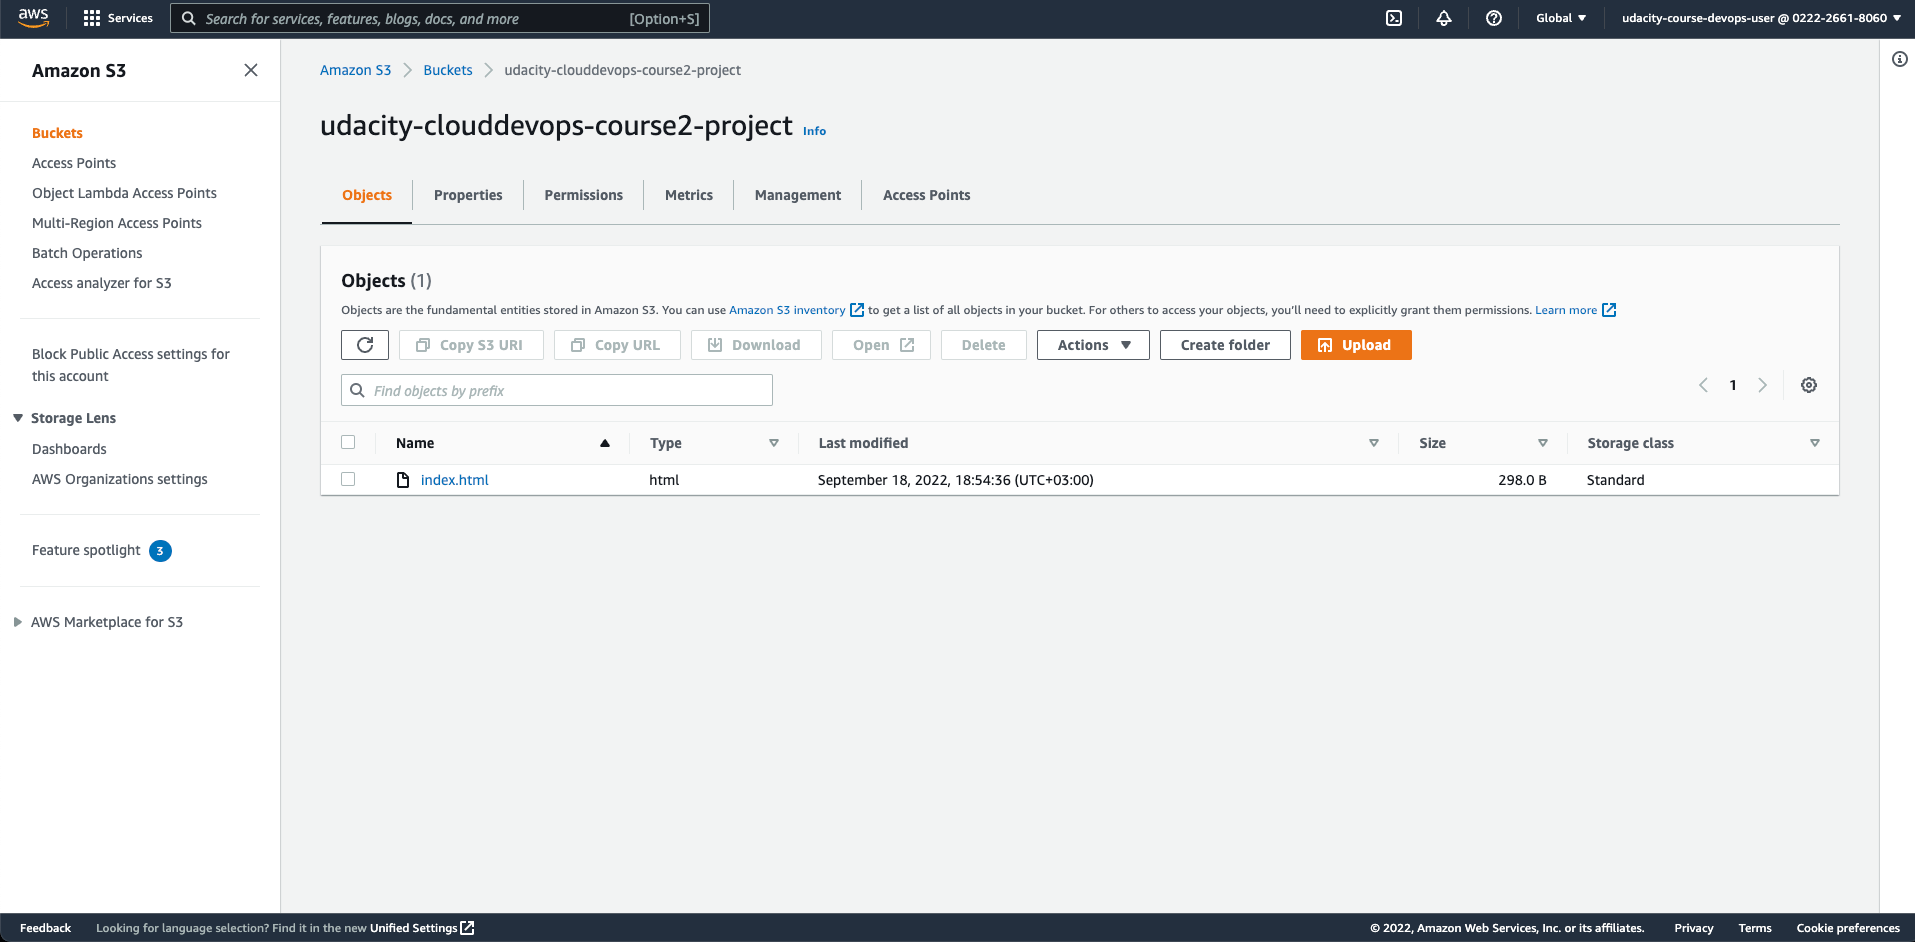 aws
Services
Search for services, features, blogs, docs, and more
[Option+S]
Global
udacity-course-devops-user @ 0222-2661-8060
Amazon S3
Buckets
Access Points
Object Lambda Access Points
Multi-Region Access Points
Batch Operations
Access analyzer for S3
Block Public Access settings for
this account
Storage Lens
Dashboards
AWS Organizations settings
Feature spotlight 3
AWS Marketplace for S3
Amazon S3 Buckets udacity-clouddevops-course2-project
udacity-clouddevops-course2-project Info
Objects Properties Permissions Metrics Management Access Points
Objects (1)
Objects are the fundamental entities stored in Amazon S3. You can use Amazon S3 inventory to get a list of all objects in your bucket. For others to access your objects, you'll need to explicitly grant them permissions. Learn more
Copy S3 URI Copy URL Download Open Delete Actions Create folder Upload
Find objects by prefix
1
Name Type Last modified Size Storage class
index.html html September 18, 2022, 18:54:36 (UTC+03:00) 298.0 B Standard
Feedback Looking for language selection? Find it in the new Unified Settings © 2022, Amazon Web Services, Inc. or its affiliates. Privacy Terms Cookie preferences